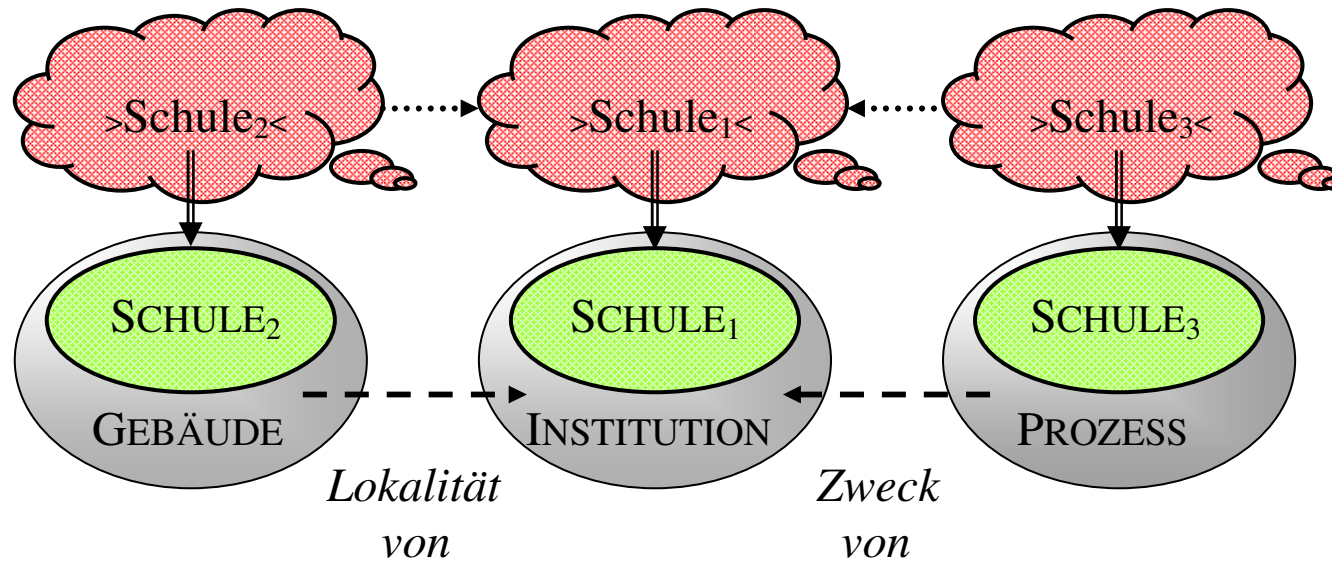 >Schule₂< >Schule₁< >Schule₃<
SCHULE₂ SCHULE₁ SCHULE₃
GEBÄUDE INSTITUTION PROZESS
Lokalität Zweck
von von